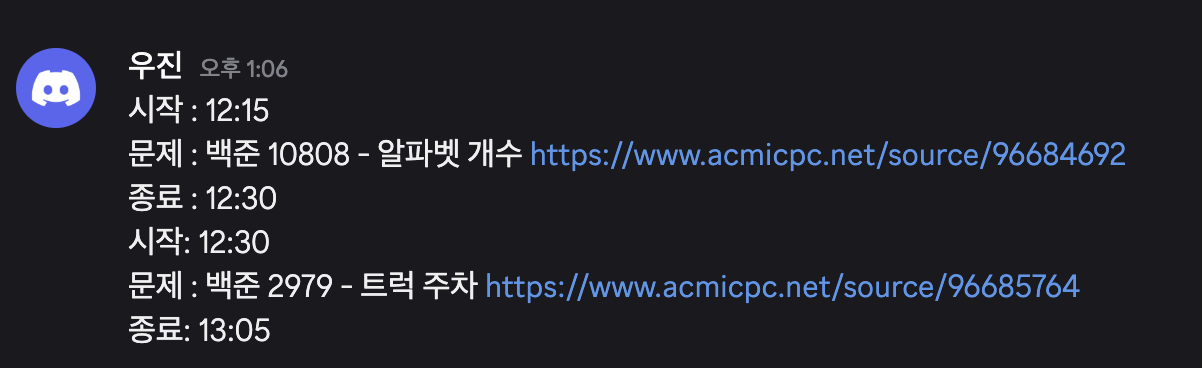 우진 오후 1:06
시작 : 12:15
문제 : 백준 10808 - 알파벳 개수 https://www.acmicpc.net/source/96684692
종료 : 12:30
시작: 12:30
문제 : 백준 2979 - 트럭 주차 https://www.acmicpc.net/source/96685764
종료: 13:05